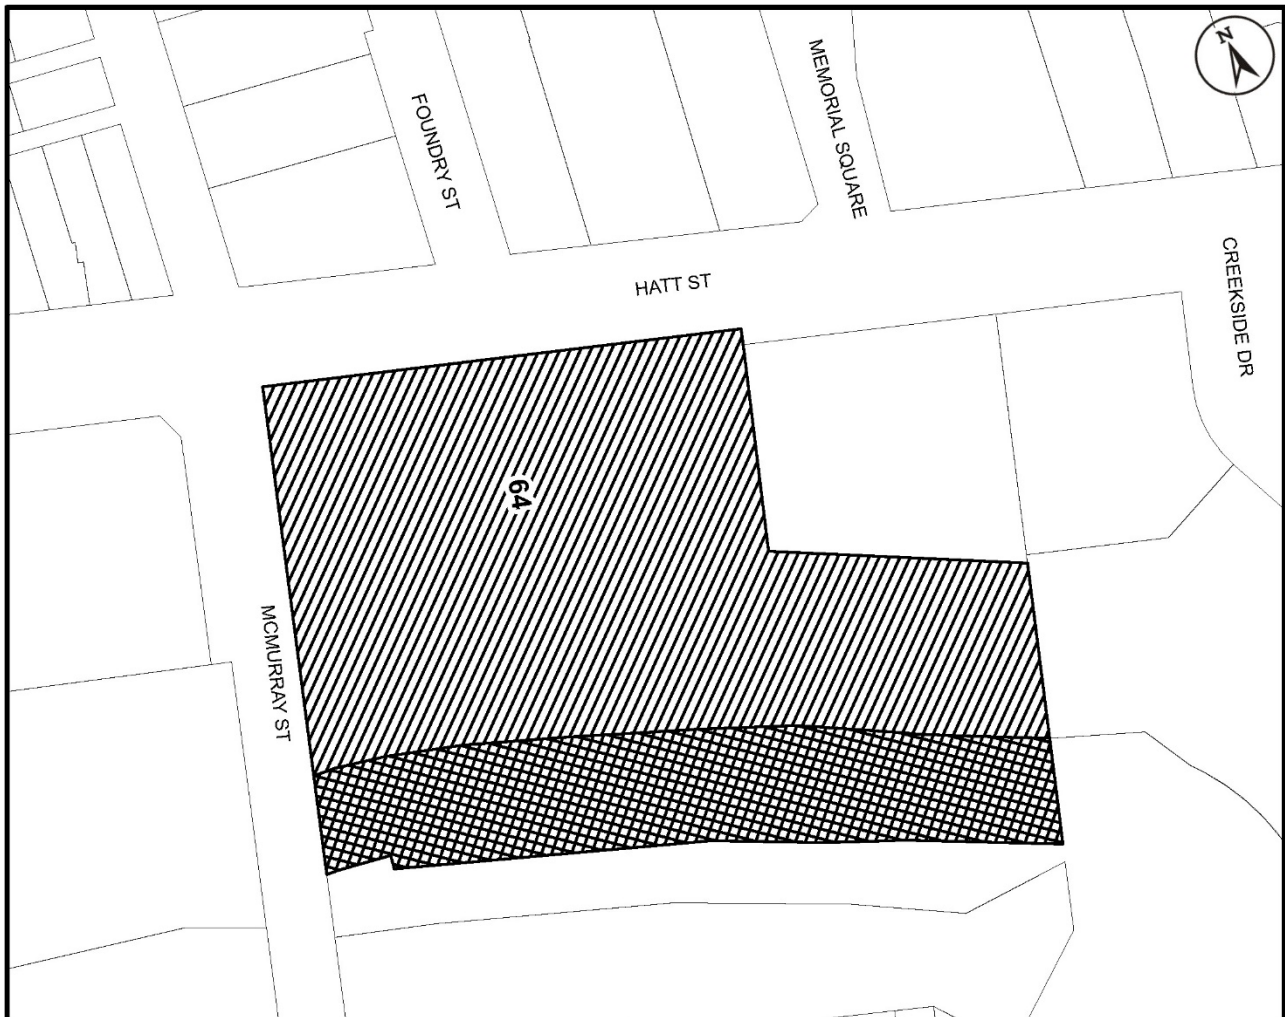 N
FOUNDRY ST
MEMORIAL SQUARE
CREEKSIDE DR
HATT ST
64
MCMURRAY ST